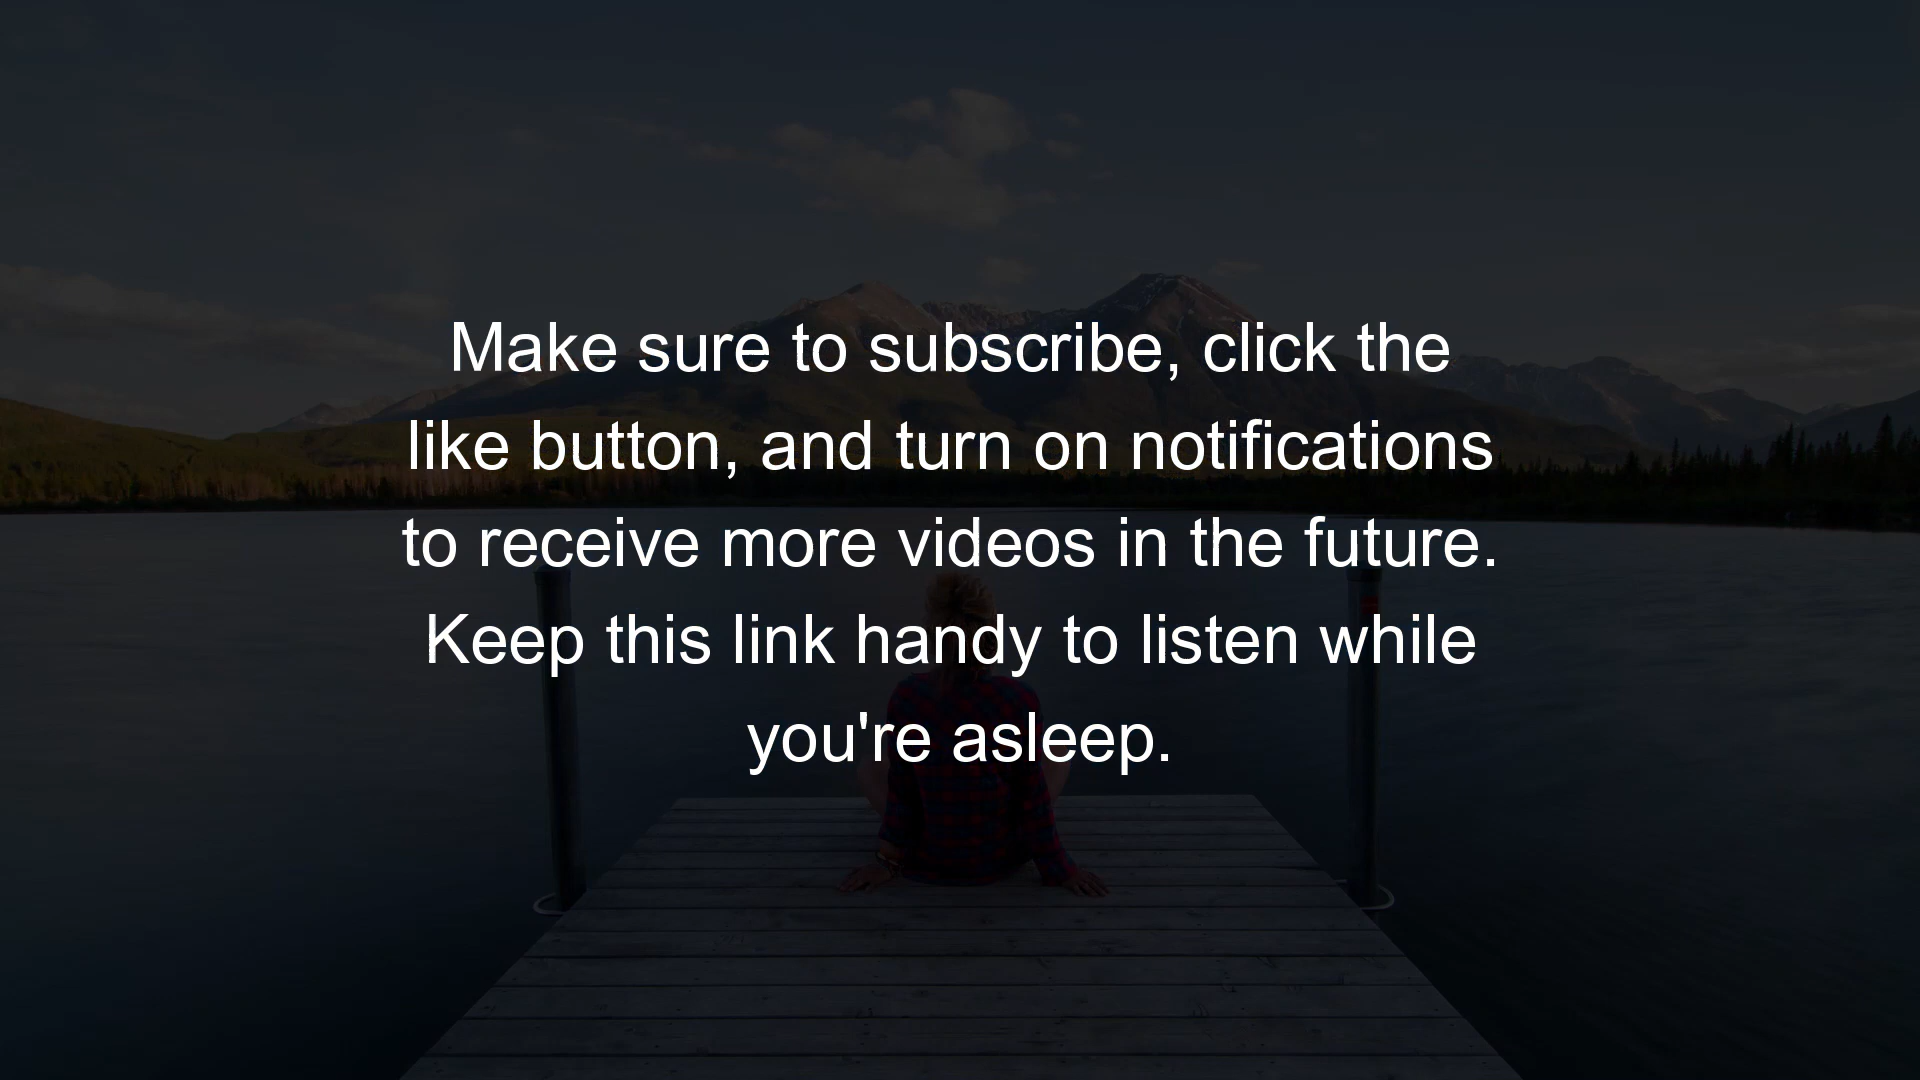 Make sure to subscribe, click the
like button, and turn on notifications
to receive more videos in the future.
Keep this link handy to listen while
you're asleep.